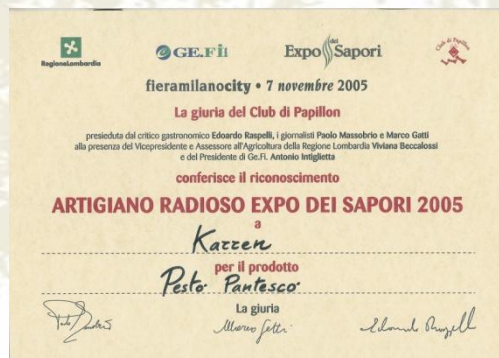 RegioneLombardia
GE.FI
Expo dei Sapori
Club di Papillon
fieramilanocity • 7 novembre 2005
La giuria del Club di Papillon
presieduta dal critico gastronomico Edoardo Raspelli, i giornalisti Paolo Massobrio e Marco Gatti
alla presenza del Vicepresidente e Assessore all'Agricoltura della Regione Lombardia Viviana Beccalossi
e del Presidente di Ge.Fi. Antonio Intiglietta
conferisce il riconoscimento
ARTIGIANO RADIOSO EXPO DEI SAPORI 2005
a
Karren
per il prodotto
Pesto Pantesco
La giuria
Marco Gatti